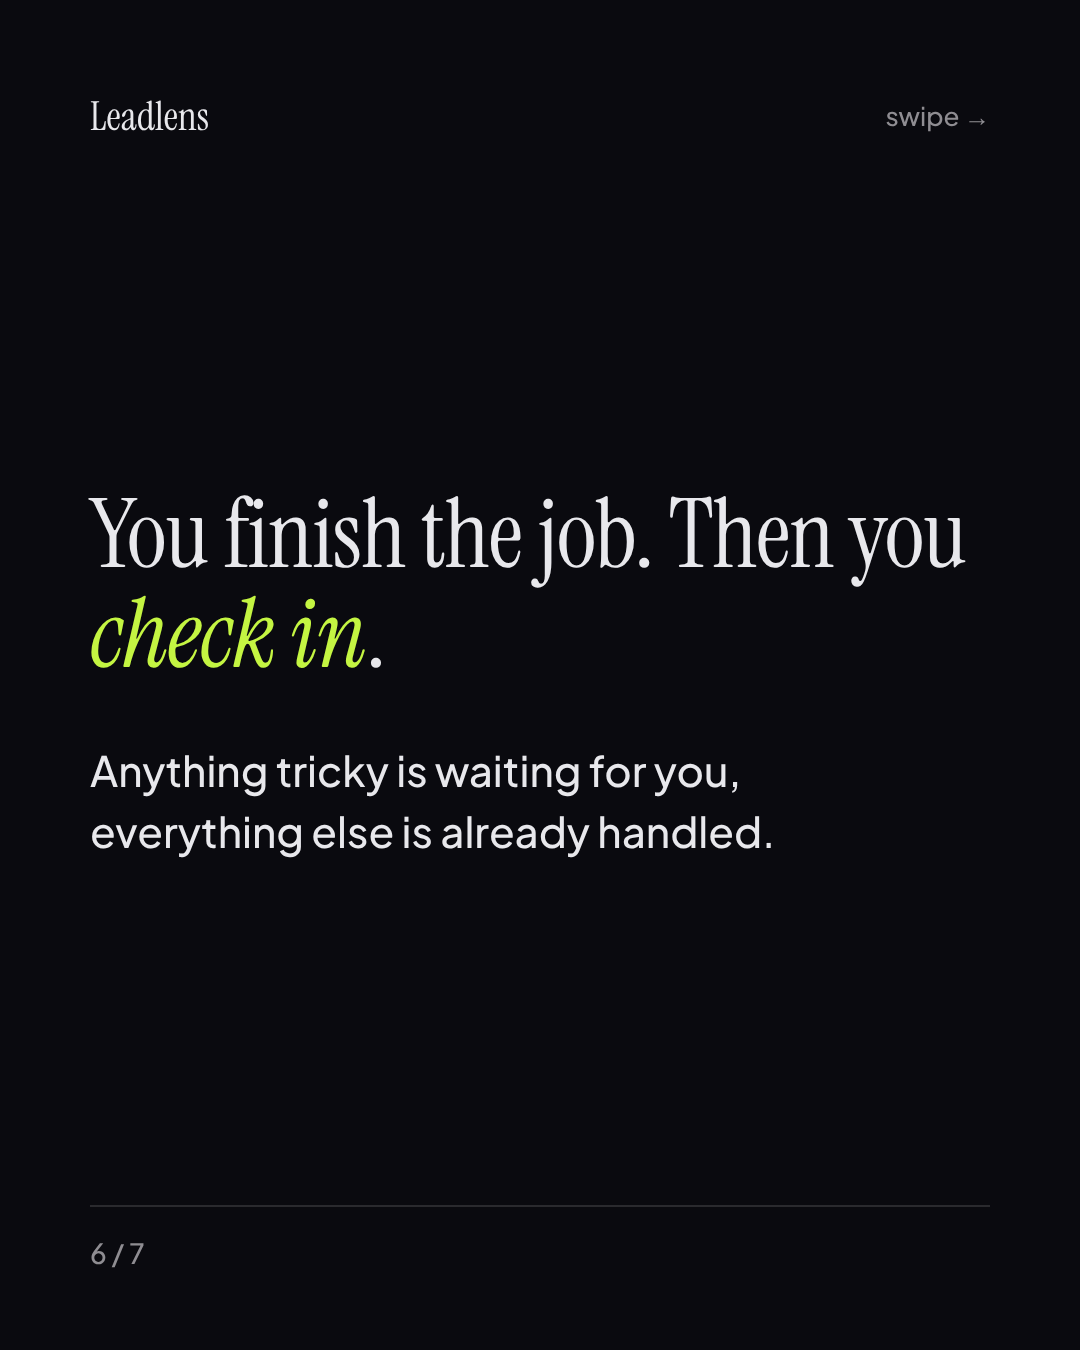 Leadlens
swipe →
You finish the job. Then you
check in.
Anything tricky is waiting for you,
everything else is already handled.
6 / 7